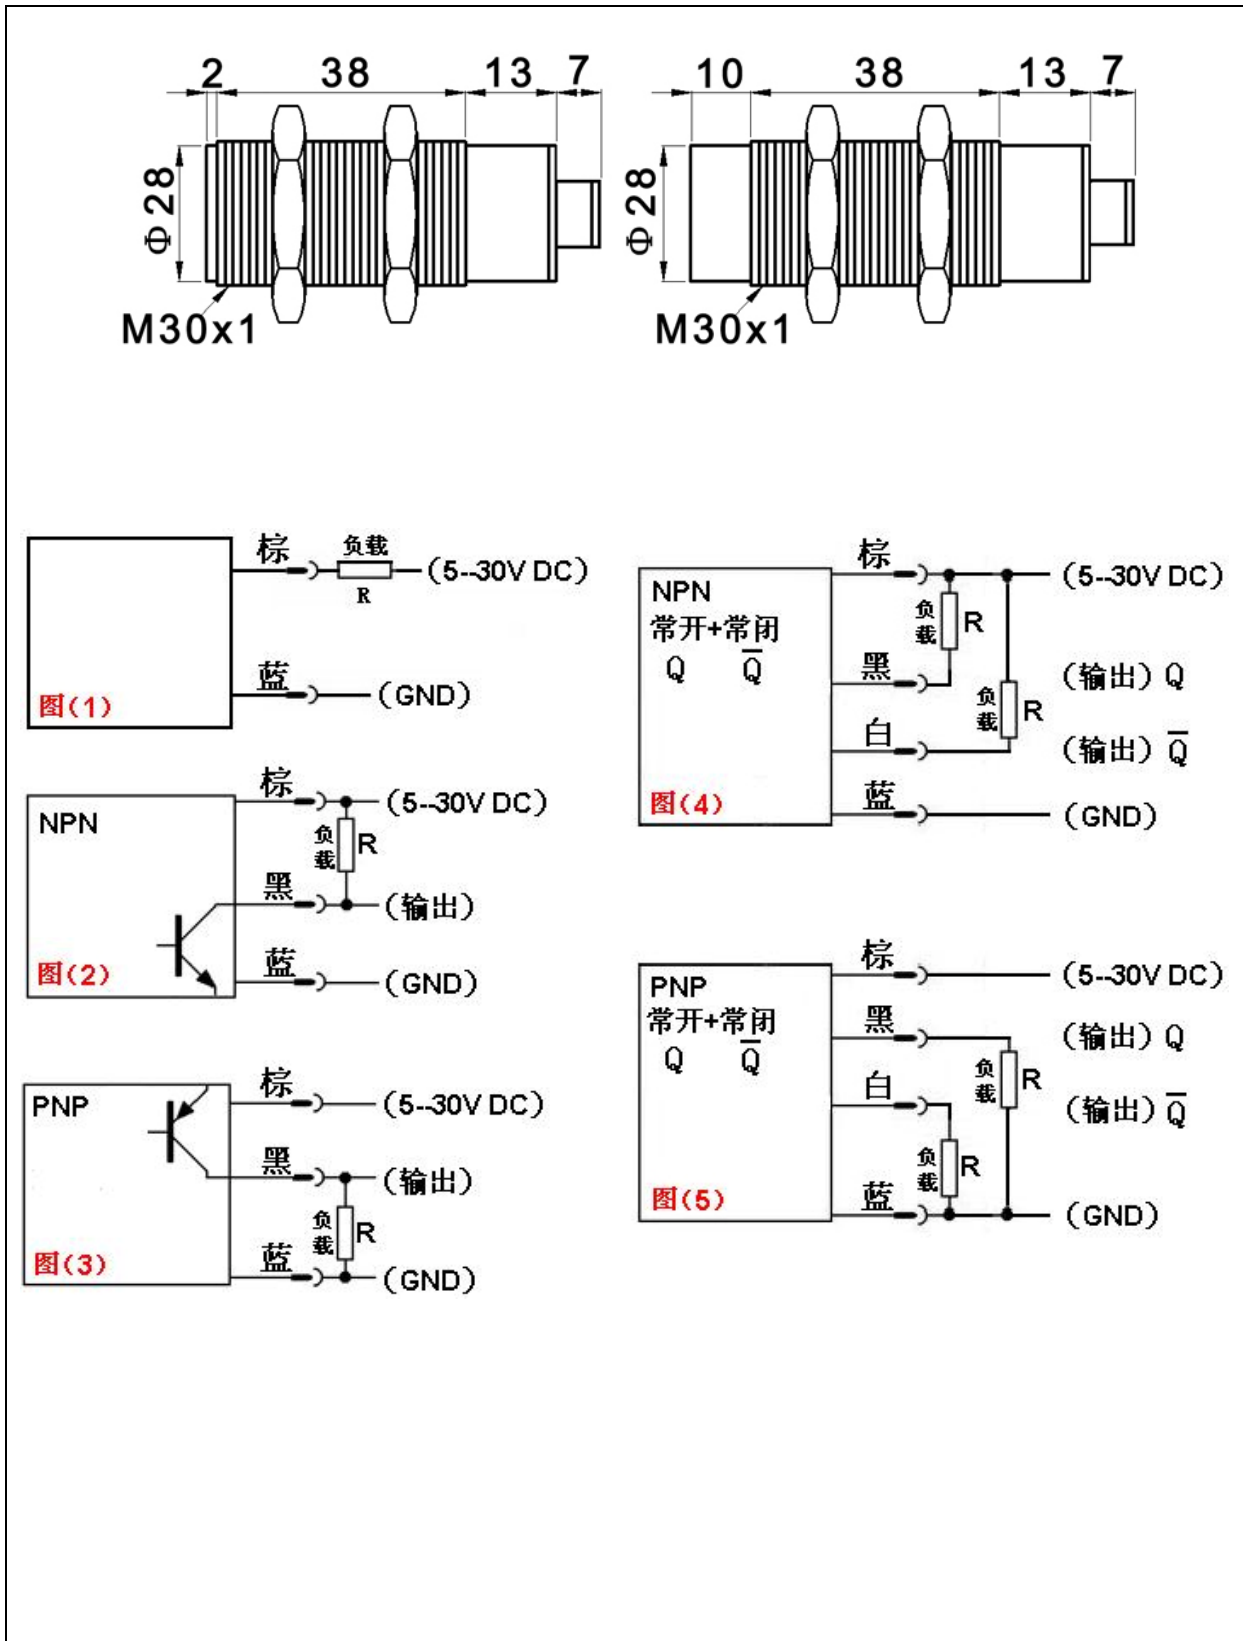 2 38 13 7
Φ28
M30x1
10 38 13 7
Φ28
M30x1
棕 负载 (5--30V DC)
R
蓝 (GND)
图(1)
NPN
棕 (5--30V DC)
负载 R
黑 (输出)
蓝 (GND)
图(2)
PNP
棕 (5--30V DC)
黑 (输出)
负载 R
蓝 (GND)
图(3)
NPN
常开+常闭
Q Q̅
棕 (5--30V DC)
负载 R
黑 (输出) Q
负载 R
白 (输出) Q̅
蓝 (GND)
图(4)
PNP
常开+常闭
Q Q̅
棕 (5--30V DC)
黑 (输出) Q
负载 R
白 (输出) Q̅
负载 R
蓝 (GND)
图(5)